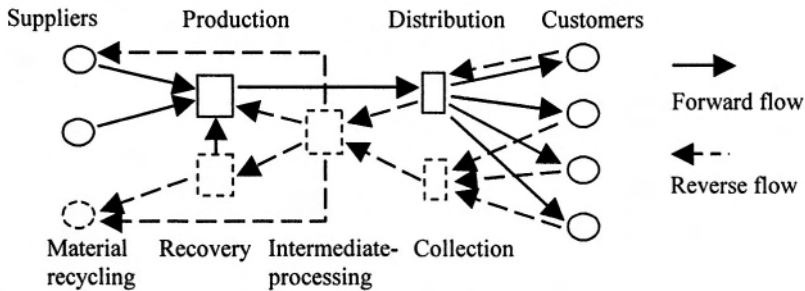 Suppliers
Production
Distribution
Customers
Forward flow
Reverse flow
Material
recycling
Recovery
Intermediate-
processing
Collection